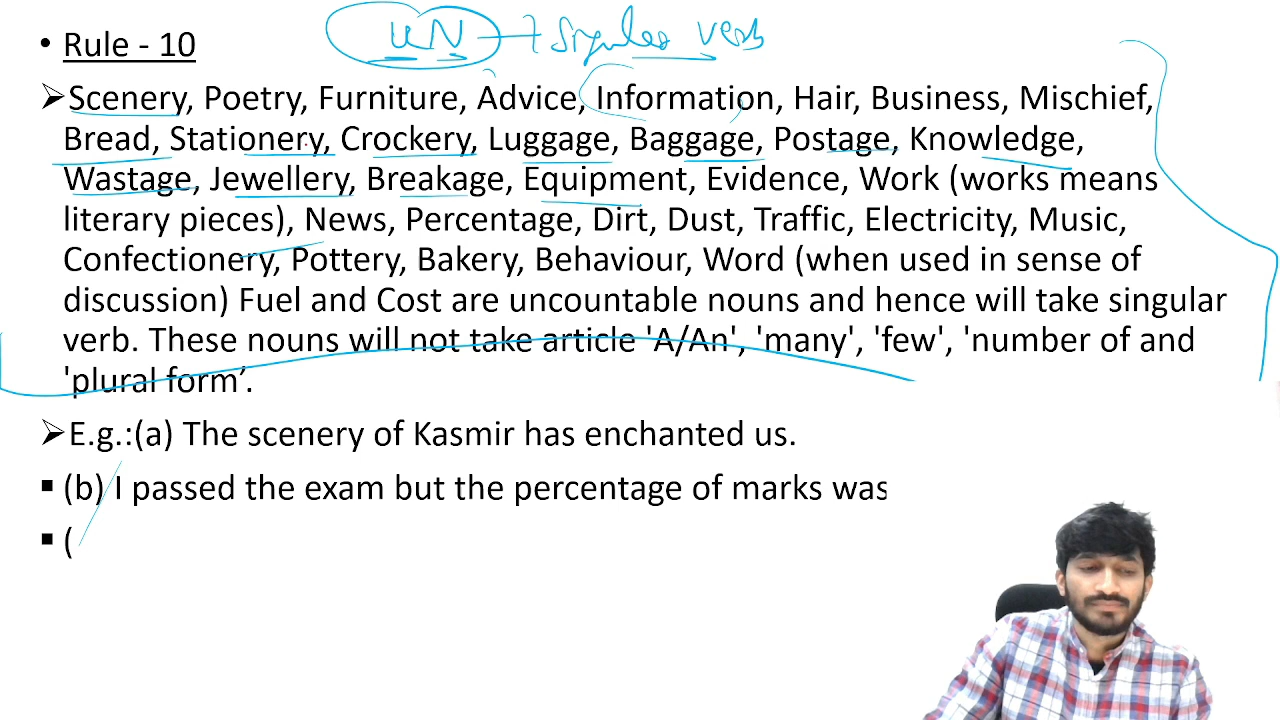 UN → Singular verb
• Rule - 10
➢Scenery, Poetry, Furniture, Advice, Information, Hair, Business, Mischief,
Bread, Stationery, Crockery, Luggage, Baggage, Postage, Knowledge,
Wastage, Jewellery, Breakage, Equipment, Evidence, Work (works means
literary pieces), News, Percentage, Dirt, Dust, Traffic, Electricity, Music,
Confectionery, Pottery, Bakery, Behaviour, Word (when used in sense of
discussion) Fuel and Cost are uncountable nouns and hence will take singular
verb. These nouns will not take article 'A/An', 'many', 'few', 'number of and
'plural form’.
➢E.g.:(a) The scenery of Kasmir has enchanted us.
▪ (b) I passed the exam but the percentage of marks was
▪ (